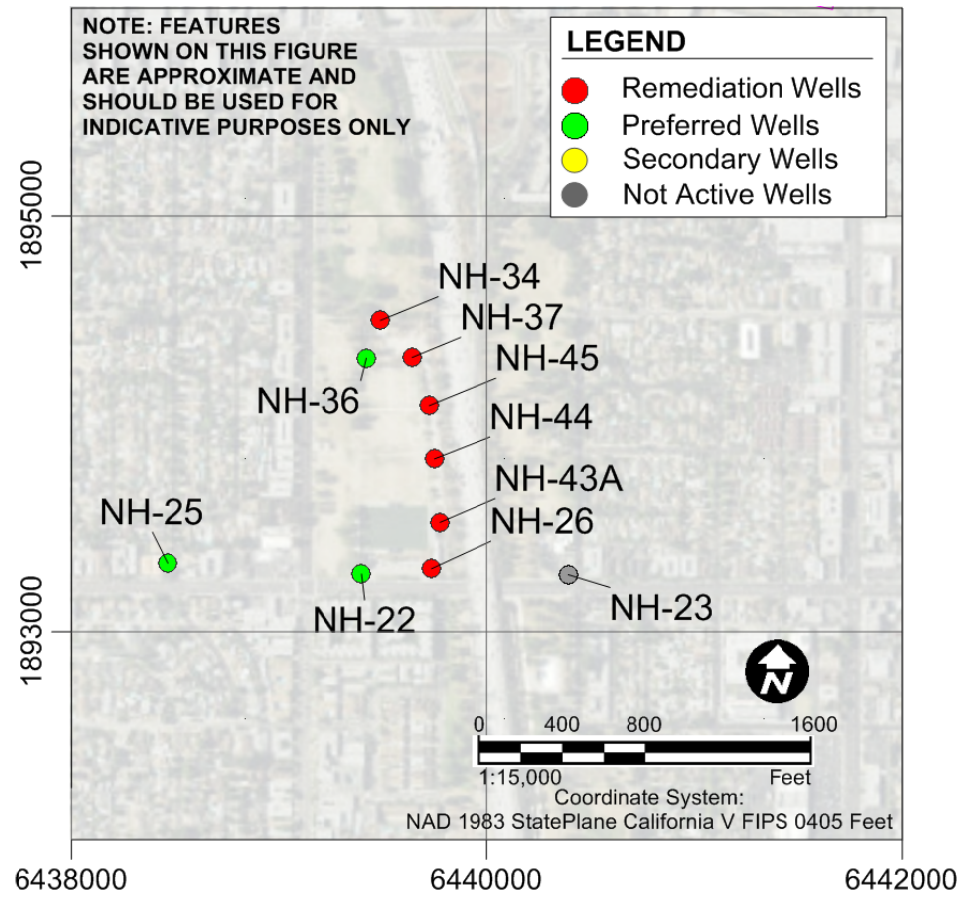 NOTE: FEATURES
SHOWN ON THIS FIGURE
ARE APPROXIMATE AND
SHOULD BE USED FOR
INDICATIVE PURPOSES ONLY
LEGEND
Remediation Wells
Preferred Wells
Secondary Wells
Not Active Wells
1895000
NH-34
NH-37
NH-45
NH-36
NH-44
NH-43A
NH-25
NH-26
NH-22
NH-23
1893000
N
0 400 800 1600
1:15,000 Feet
Coordinate System:
NAD 1983 StatePlane California V FIPS 0405 Feet
6438000 6440000 6442000